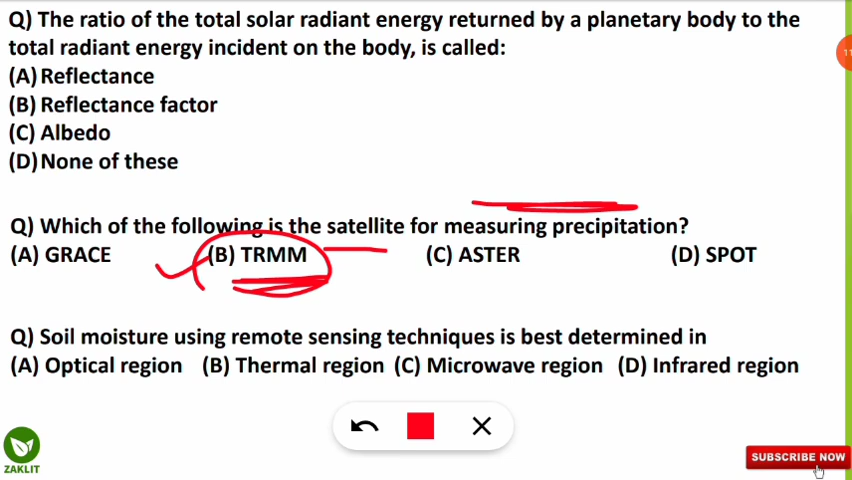 Q) The ratio of the total solar radiant energy returned by a planetary body to the
total radiant energy incident on the body, is called:
(A) Reflectance
(B) Reflectance factor
(C) Albedo
(D) None of these
Q) Which of the following is the satellite for measuring precipitation?
(A) GRACE (B) TRMM (C) ASTER (D) SPOT
Q) Soil moisture using remote sensing techniques is best determined in
(A) Optical region (B) Thermal region (C) Microwave region (D) Infrared region
ZAKLIT
SUBSCRIBE NOW